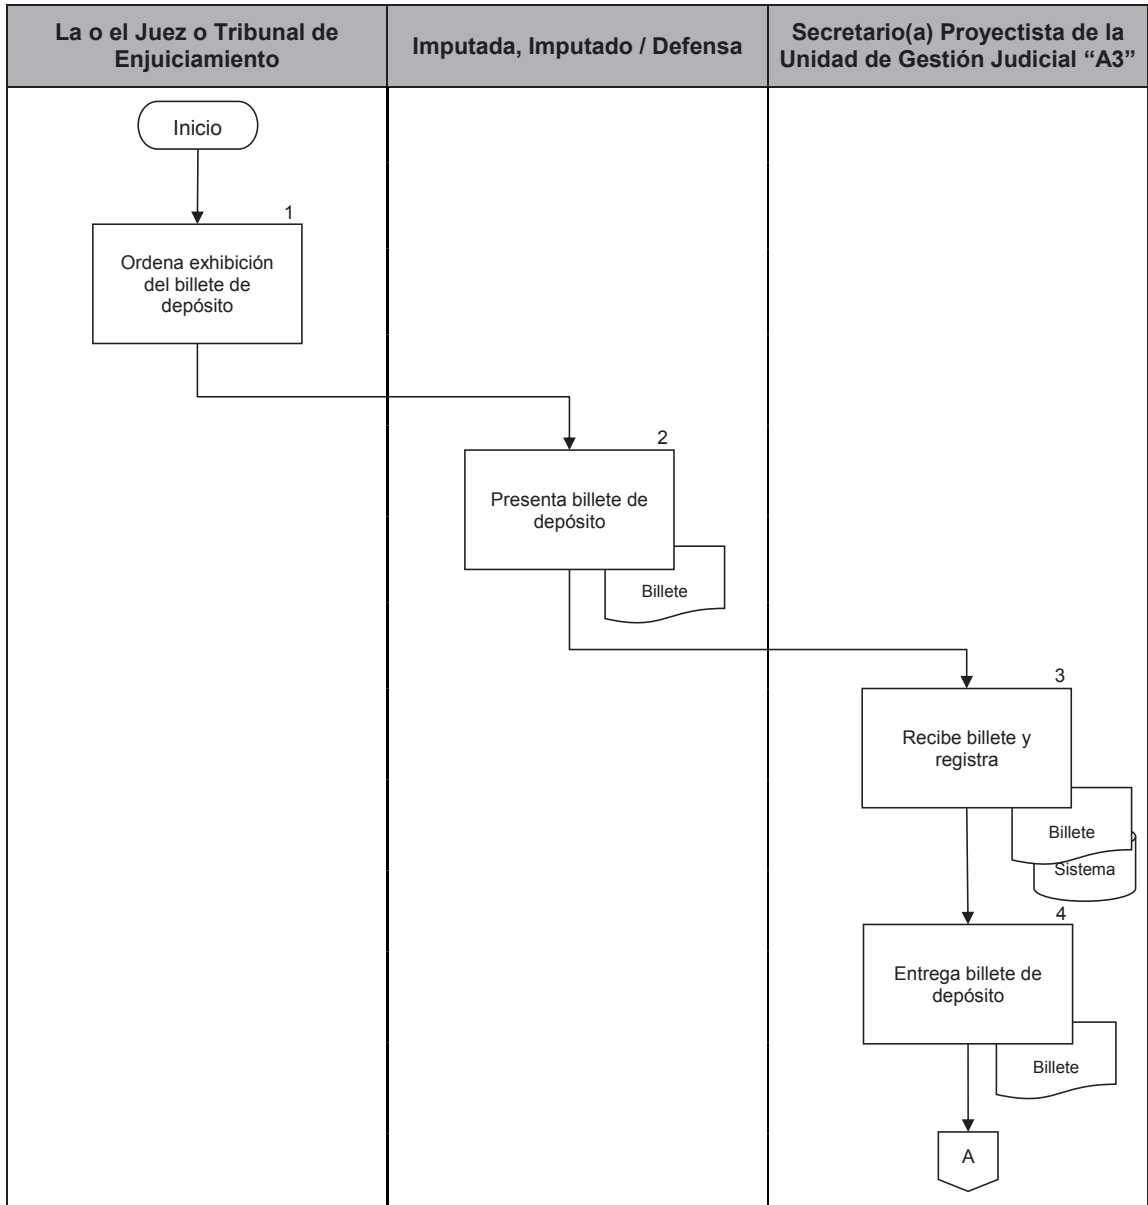 La o el Juez o Tribunal de
Enjuiciamiento
Imputada, Imputado / Defensa
Secretario(a) Proyectista de la
Unidad de Gestión Judicial “A3”
Inicio
1
Ordena exhibición
del billete de
depósito
2
Presenta billete de
depósito
Billete
3
Recibe billete y
registra
Billete
Sistema
4
Entrega billete de
depósito
Billete
A